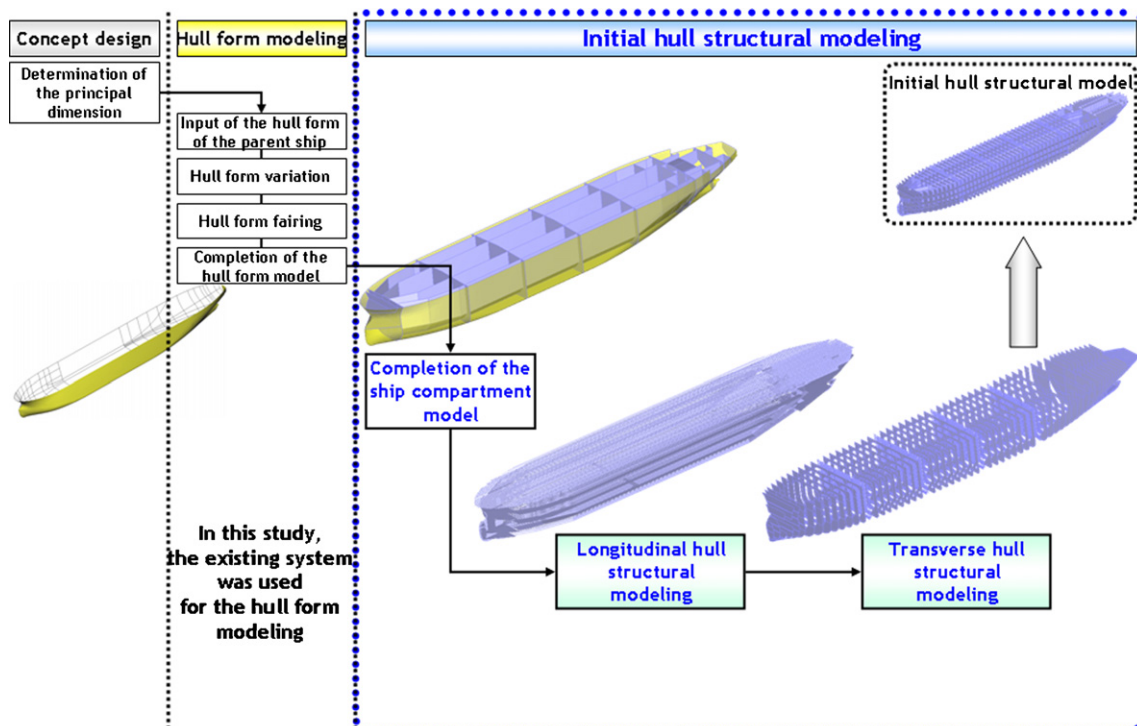 Concept design
Hull form modeling
Initial hull structural modeling
Determination of
the principal
dimension
Input of the hull form
of the parent ship
Hull form variation
Hull form fairing
Completion of the
hull form model
In this study,
the existing system
was used
for the hull form
modeling
Initial hull structural model
Completion of the
ship compartment
model
Longitudinal hull
structural
modeling
Transverse hull
structural
modeling